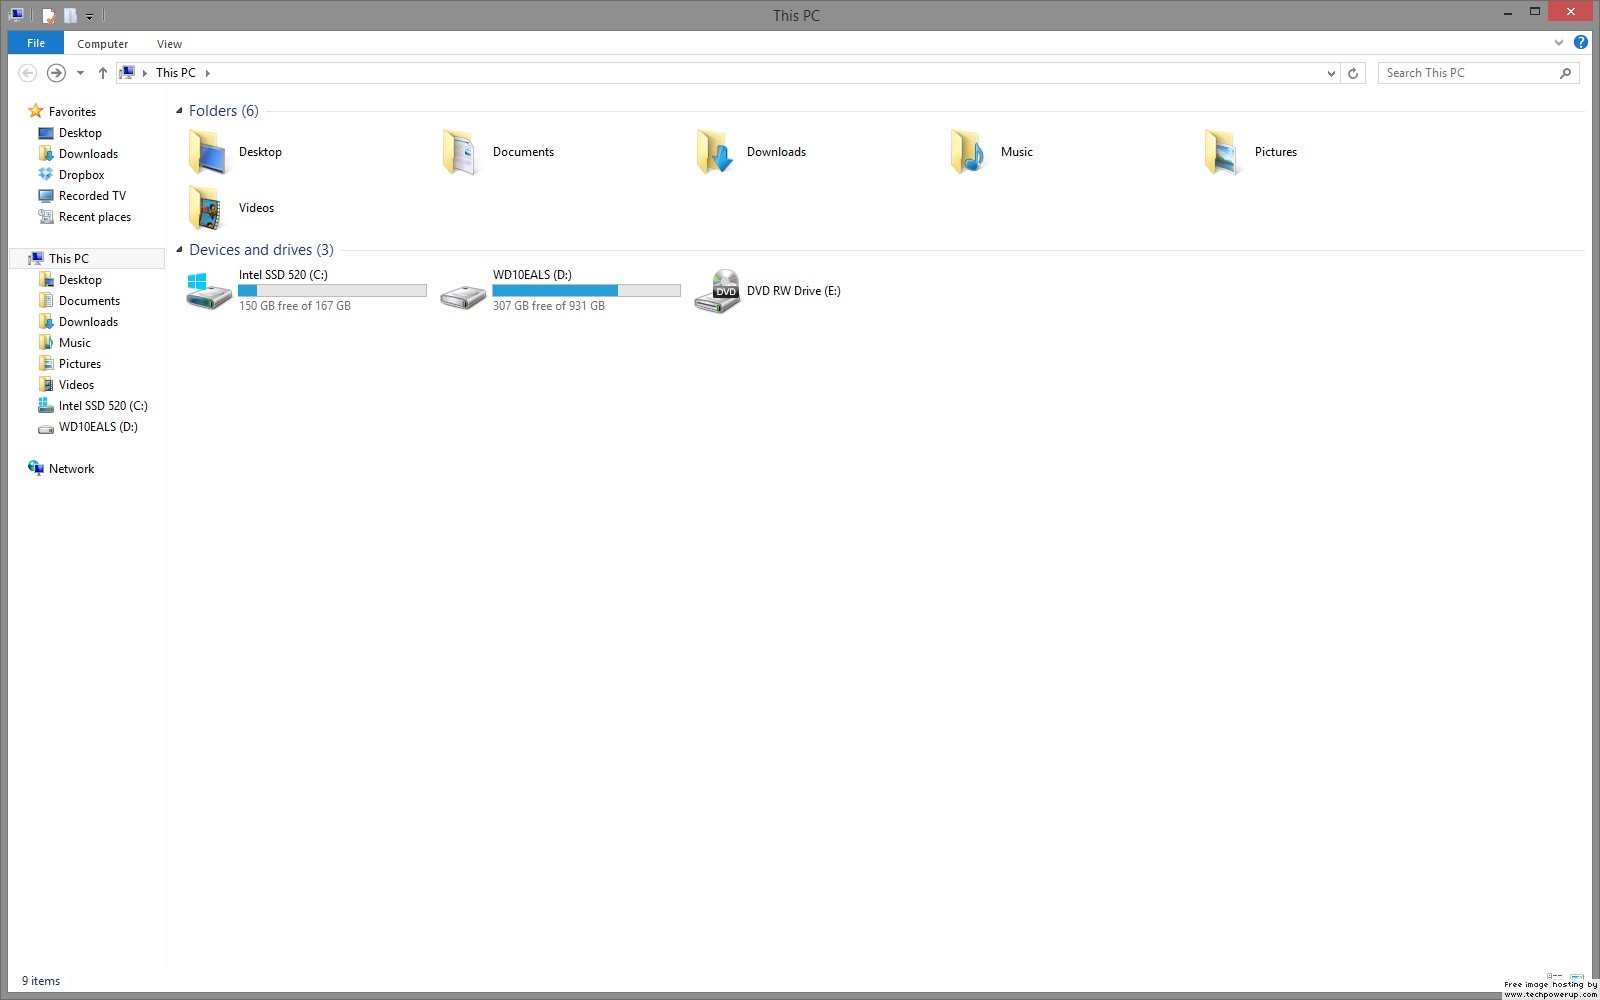 This PC
File
Computer
View
This PC
Search This PC
Favorites
Desktop
Downloads
Dropbox
Recorded TV
Recent places
This PC
Desktop
Documents
Downloads
Music
Pictures
Videos
Intel SSD 520 (C:)
WD10EALS (D:)
Network
Folders (6)
Desktop
Documents
Downloads
Music
Pictures
Videos
Devices and drives (3)
Intel SSD 520 (C:)
150 GB free of 167 GB
WD10EALS (D:)
307 GB free of 931 GB
DVD
DVD RW Drive (E:)
9 items
Free image hosting by
www.techpowerup.com